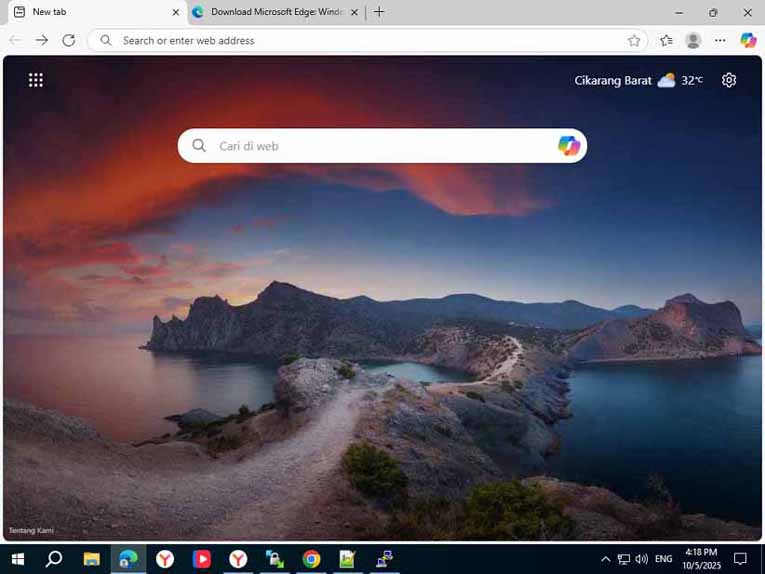 New tab
Download Microsoft Edge: Windo
Search or enter web address
Cikarang Barat 32°C
Cari di web
Tentang Kami
ENG
4:18 PM
10/5/2025